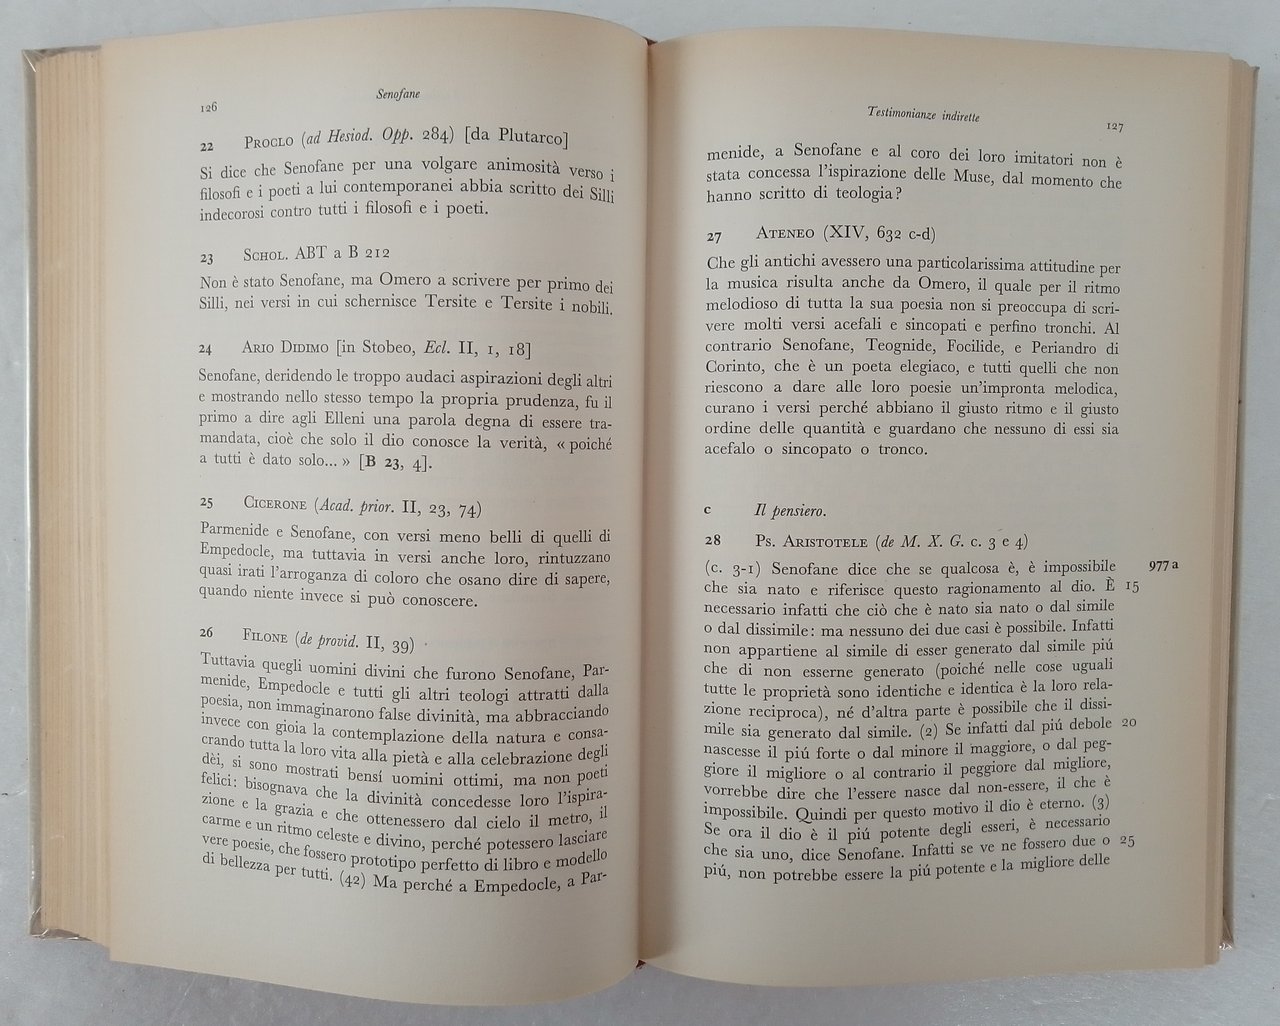 126
Senofane
22 PROCLO (ad Hesiod. Opp. 284) [da Plutarco]
Si dice che Senofane per una volgare animosità verso i
filosofi e i poeti a lui contemporanei abbia scritto dei Silli
indecorosi contro tutti i filosofi e i poeti.
23 SCHOL. ABT a B 212
Non è stato Senofane, ma Omero a scrivere per primo dei
Silli, nei versi in cui schernisce Tersite e Tersite i nobili.
24 ARIO DIDIMO [in Stobeo, Ecl. II, 1, 18]
Senofane, deridendo le troppo audaci aspirazioni degli altri
e mostrando nello stesso tempo la propria prudenza, fu il
primo a dire agli Elleni una parola degna di essere tra-
mandata, cioè che solo il dio conosce la verità, « poiché
a tutti è dato solo... » [B 23, 4].
25 CICERONE (Acad. prior. II, 23, 74)
Parmenide e Senofane, con versi meno belli di quelli di
Empedocle, ma tuttavia in versi anche loro, rintuzzano
quasi irati l'arroganza di coloro che osano dire di sapere,
quando niente invece si può conoscere.
26 FILONE (de provid. II, 39)
Tuttavia quegli uomini divini che furono Senofane, Par-
menide, Empedocle e tutti gli altri teologi attratti dalla
poesia, non immaginarono false divinità, ma abbracciando
invece con gioia la contemplazione della natura e consa-
crando tutta la loro vita alla pietà e alla celebrazione degli
dèi, si sono mostrati bensí uomini ottimi, ma non poeti
felici: bisognava che la divinità concedesse loro l'ispira-
zione e la grazia e che ottenessero dal cielo il metro, il
carme e un ritmo celeste e divino, perché potessero lasciare
vere poesie, che fossero prototipo perfetto di libro e modello
di bellezza per tutti. (42) Ma perché a Empedocle, a Par-
Testimonianze indirette
127
menide, a Senofane e al coro dei loro imitatori non è
stata concessa l'ispirazione delle Muse, dal momento che
hanno scritto di teologia?
27 ATENEO (XIV, 632 c-d)
Che gli antichi avessero una particolarissima attitudine per
la musica risulta anche da Omero, il quale per il ritmo
melodioso di tutta la sua poesia non si preoccupa di scri-
vere molti versi acefali e sincopati e perfino tronchi. Al
contrario Senofane, Teognide, Focilide, e Periandro di
Corinto, che è un poeta elegiaco, e tutti quelli che non
riescono a dare alle loro poesie un'impronta melodica,
curano i versi perché abbiano il giusto ritmo e il giusto
ordine delle quantità e guardano che nessuno di essi sia
acefalo o sincopato o tronco.
C Il pensiero.
28 PS. ARISTOTELE (de M. X. G. c. 3 e 4)
(c. 3-1) Senofane dice che se qualcosa è, è impossibile 977 a
che sia nato e riferisce questo ragionamento al dio. È 15
necessario infatti che ciò che è nato sia nato o dal simile
o dal dissimile: ma nessuno dei due casi è possibile. Infatti
non appartiene al simile di esser generato dal simile piú
che di non esserne generato (poiché nelle cose uguali
tutte le proprietà sono identiche e identica è la loro rela-
zione reciproca), né d'altra parte è possibile che il dissi-
mile sia generato dal simile. (2) Se infatti dal piú debole 20
nascesse il piú forte o dal minore il maggiore, o dal peg-
giore il migliore o al contrario il peggiore dal migliore,
vorrebbe dire che l'essere nasce dal non-essere, il che è
impossibile. Quindi per questo motivo il dio è eterno. (3)
Se ora il dio è il piú potente degli esseri, è necessario
che sia uno, dice Senofane. Infatti se ve ne fossero due o 25
piú, non potrebbe essere la piú potente e la migliore delle